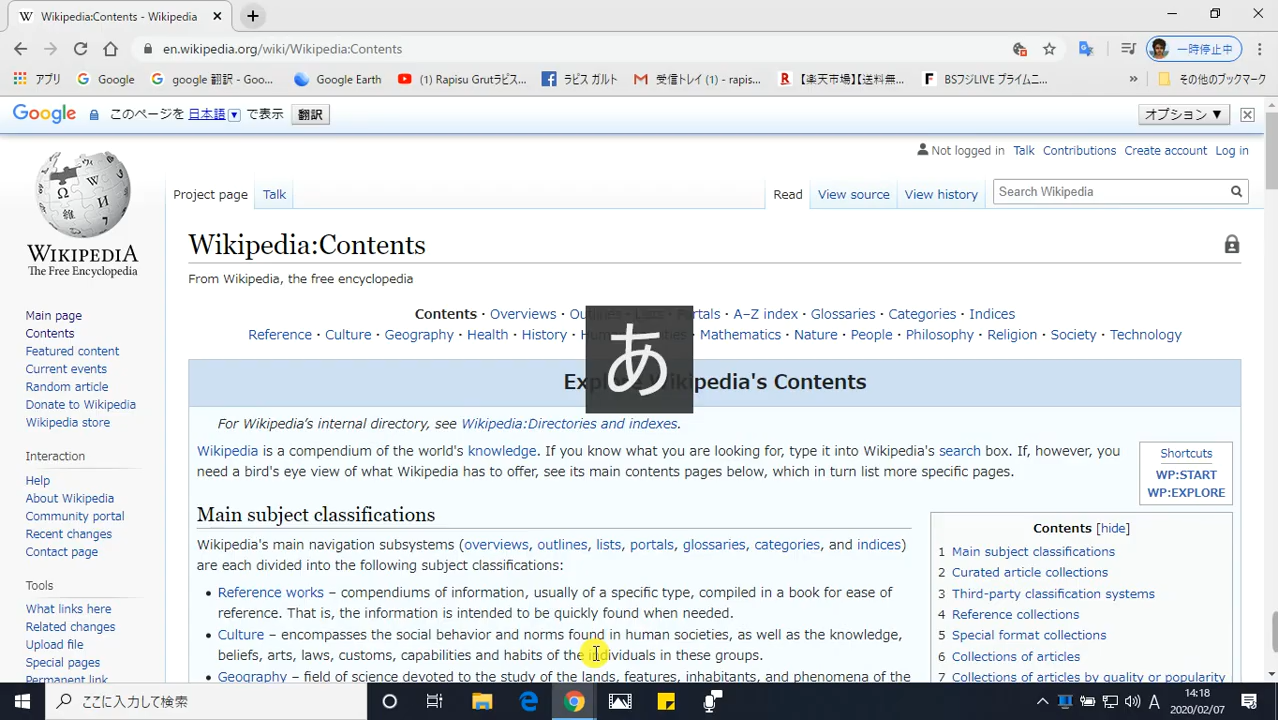 Wikipedia:Contents - Wikipedia
en.wikipedia.org/wiki/Wikipedia:Contents
一時停止中
アプリ Google google 翻訳 - Goo... Google Earth (1) Rapisu Grutラピス... ラピス ガルト 受信トレイ (1) - rapis... 【楽天市場】【送料無... BSフジLIVE プライムニ... » その他のブックマーク
Google このページを 日本語 ▼ で表示 翻訳 オプション ▼
Not logged in Talk Contributions Create account Log in
Project page Talk Read View source View history Search Wikipedia
WIKIPEDIA
The Free Encyclopedia
Main page
Contents
Featured content
Current events
Random article
Donate to Wikipedia
Wikipedia store
Interaction
Help
About Wikipedia
Community portal
Recent changes
Contact page
Tools
What links here
Related changes
Upload file
Special pages
Permanent link
Wikipedia:Contents
From Wikipedia, the free encyclopedia
Contents · Overviews · Outlines · Lists · Portals · A–Z index · Glossaries · Categories · Indices
Reference · Culture · Geography · Health · History · Hum ities · Mathematics · Nature · People · Philosophy · Religion · Society · Technology
あ
Explore Wikipedia's Contents
For Wikipedia's internal directory, see Wikipedia:Directories and indexes.
Wikipedia is a compendium of the world's knowledge. If you know what you are looking for, type it into Wikipedia's search box. If, however, you
need a bird's eye view of what Wikipedia has to offer, see its main contents pages below, which in turn list more specific pages.
Shortcuts
WP:START
WP:EXPLORE
Main subject classifications
Wikipedia's main navigation subsystems (overviews, outlines, lists, portals, glossaries, categories, and indices)
are each divided into the following subject classifications:
• Reference works – compendiums of information, usually of a specific type, compiled in a book for ease of
reference. That is, the information is intended to be quickly found when needed.
• Culture – encompasses the social behavior and norms found in human societies, as well as the knowledge,
beliefs, arts, laws, customs, capabilities and habits of the individuals in these groups.
• Geography – field of science devoted to the study of the lands, features, inhabitants, and phenomena of the
Contents [hide]
1 Main subject classifications
2 Curated article collections
3 Third-party classification systems
4 Reference collections
5 Special format collections
6 Collections of articles
7 Collections of articles by quality or popularity
ここに入力して検索
A
14:18
2020/02/07